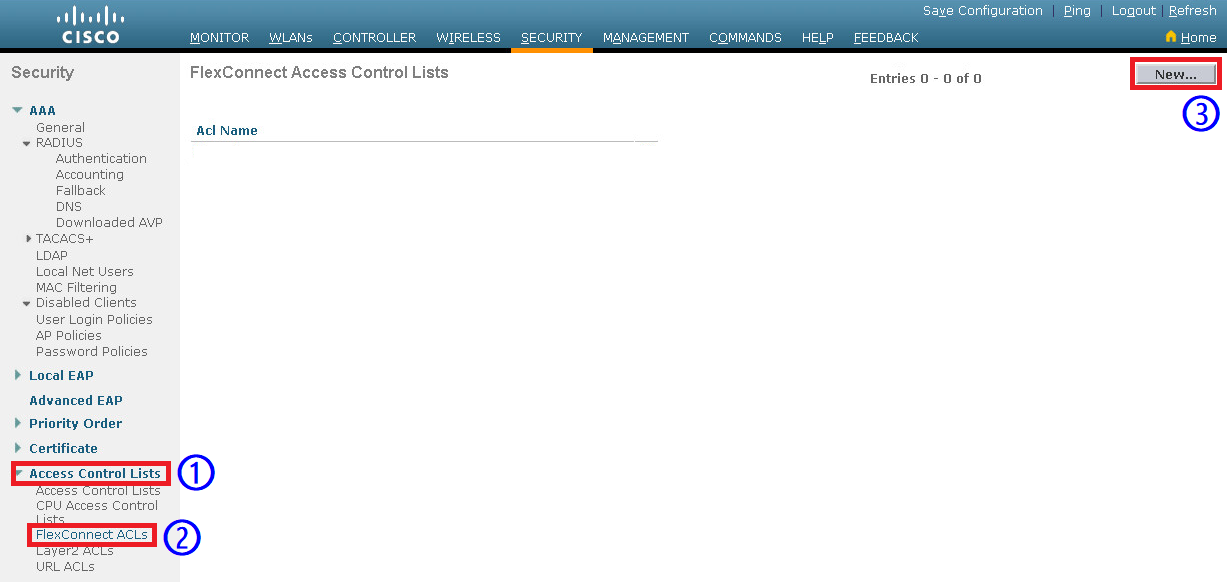 Save Configuration | Ping | Logout | Refresh
CISCO
MONITOR WLANs CONTROLLER WIRELESS SECURITY MANAGEMENT COMMANDS HELP FEEDBACK
Home
Security
AAA
General
RADIUS
Authentication
Accounting
Fallback
DNS
Downloaded AVP
TACACS+
LDAP
Local Net Users
MAC Filtering
Disabled Clients
User Login Policies
AP Policies
Password Policies
Local EAP
Advanced EAP
Priority Order
Certificate
Access Control Lists
1
Access Control Lists
CPU Access Control
Lists
FlexConnect ACLs
2
Layer2 ACLs
URL ACLs
FlexConnect Access Control Lists
Entries 0 - 0 of 0
New...
3
Acl Name